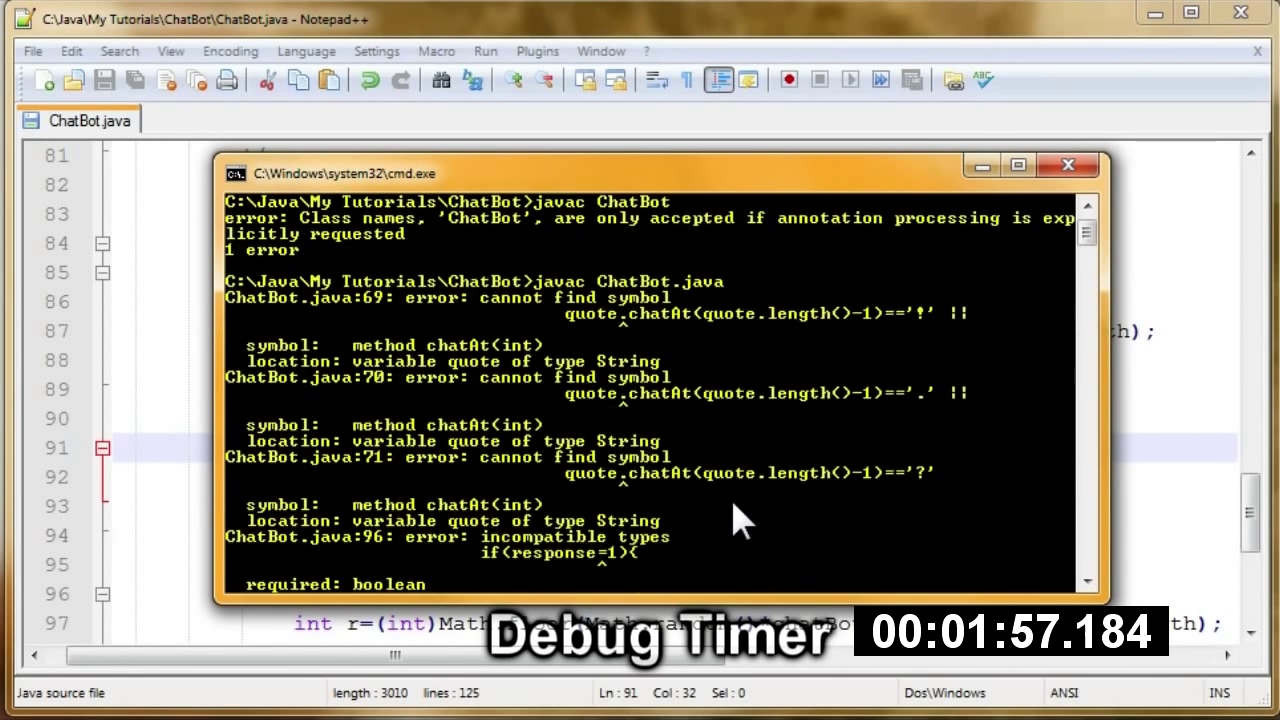 C:\Java\My Tutorials\ChatBot\ChatBot.java - Notepad++
File Edit Search View Encoding Language Settings Macro Run Plugins Window ? X
ChatBot.java
81
82
83
84
85
86
87 th);
88
89
90
91
92
93
94
95
96
97 int r=(int)Mat
th);
C:\Windows\system32\cmd.exe
C:\Java\My Tutorials\ChatBot>javac ChatBot
error: Class names, 'ChatBot', are only accepted if annotation processing is exp
licitly requested
1 error
C:\Java\My Tutorials\ChatBot>javac ChatBot.java
ChatBot.java:69: error: cannot find symbol
quote.chatAt(quote.length()-1)=='!' ||
^
symbol: method chatAt(int)
location: variable quote of type String
ChatBot.java:70: error: cannot find symbol
quote.chatAt(quote.length()-1)=='.' ||
^
symbol: method chatAt(int)
location: variable quote of type String
ChatBot.java:71: error: cannot find symbol
quote.chatAt(quote.length()-1)=='?'
^
symbol: method chatAt(int)
location: variable quote of type String
ChatBot.java:96: error: incompatible types
if(response=1){
^
required: boolean
Debug Timer 00:01:57.184
Java source file length : 3010 lines : 125 Ln : 91 Col : 32 Sel : 0 Dos\Windows ANSI INS